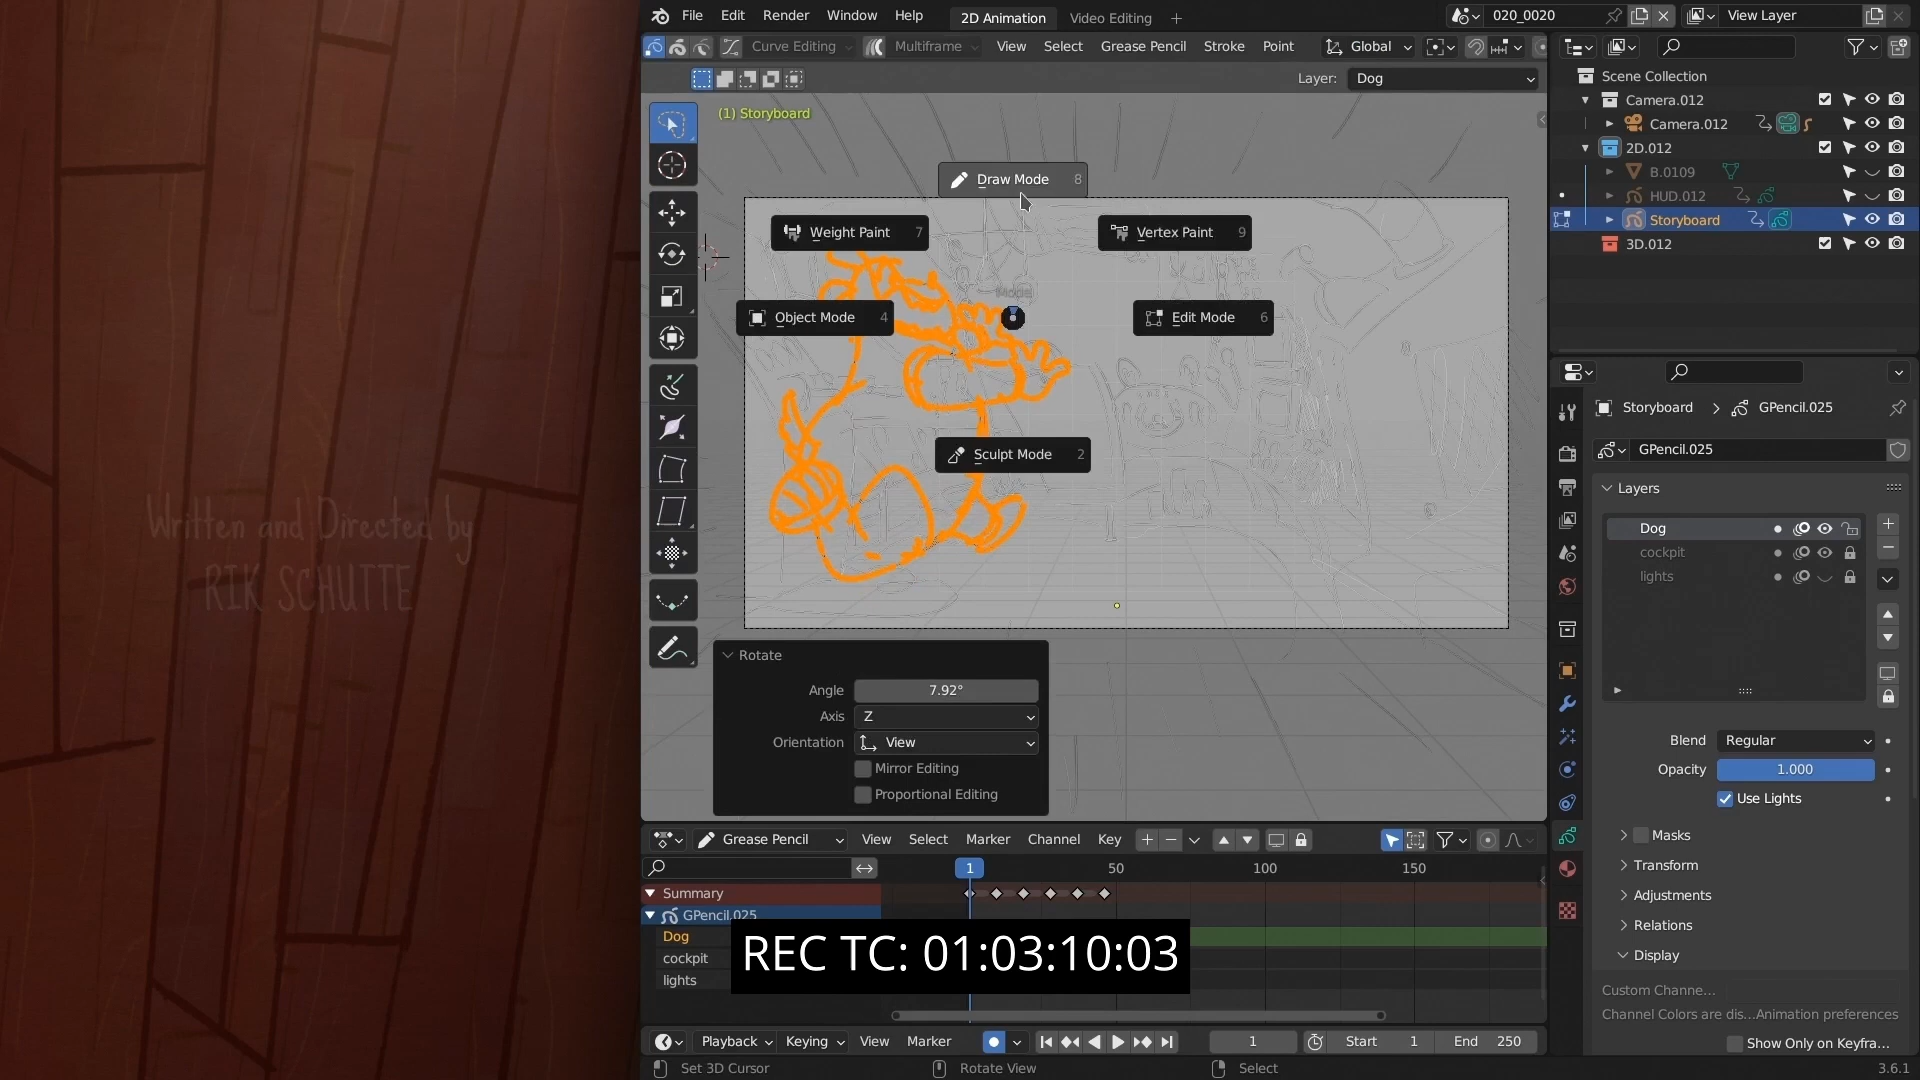 Written and Directed by
RIK SCHUTTE
File Edit Render Window Help 2D Animation Video Editing
020_0020 View Layer
Curve Editing Multiframe View Select Grease Pencil Stroke Point Global
Layer: Dog
(1) Storyboard
Draw Mode 8
Weight Paint 7
Vertex Paint 9
Mode
Object Mode 4
Edit Mode 6
Sculpt Mode 2
Rotate
Angle 7.92°
Axis Z
Orientation View
Mirror Editing
Proportional Editing
Scene Collection
Camera.012
Camera.012
2D.012
B.0109
HUD.012
Storyboard
3D.012
Storyboard > GPencil.025
GPencil.025
Layers
Dog
cockpit
lights
Blend Regular
Opacity 1.000
Use Lights
Masks
Transform
Adjustments
Relations
Display
Custom Channe...
Channel Colors are dis...Animation preferences
Show Only on Keyfra...
Grease Pencil View Select Marker Channel Key
1 50 100 150
Summary
GPencil.025
Dog
cockpit
lights
REC TC: 01:03:10:03
Playback Keying View Marker 1 Start 1 End 250
Set 3D Cursor Rotate View Select 3.6.1